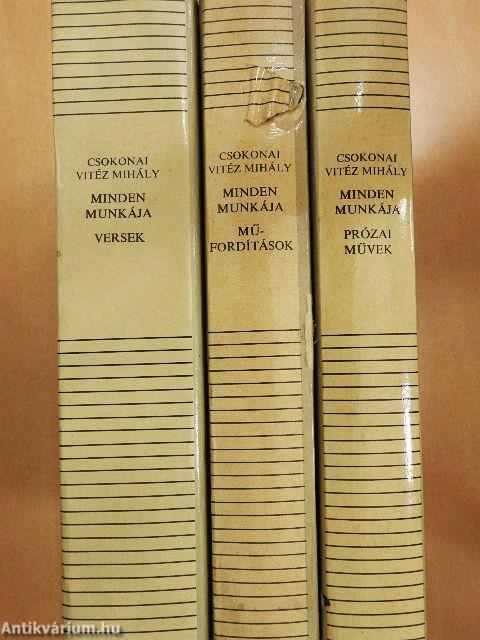 CSOKONAI
VITÉZ MIHÁLY
MINDEN
MUNKÁJA
VERSEK
CSOKONAI
VITÉZ MIHÁLY
MINDEN
MUNKÁJA
MŰ-
FORDÍTÁSOK
CSOKONAI
VITÉZ MIHÁLY
MINDEN
MUNKÁJA
PRÓZAI
MŰVEK
Antikvárium.hu